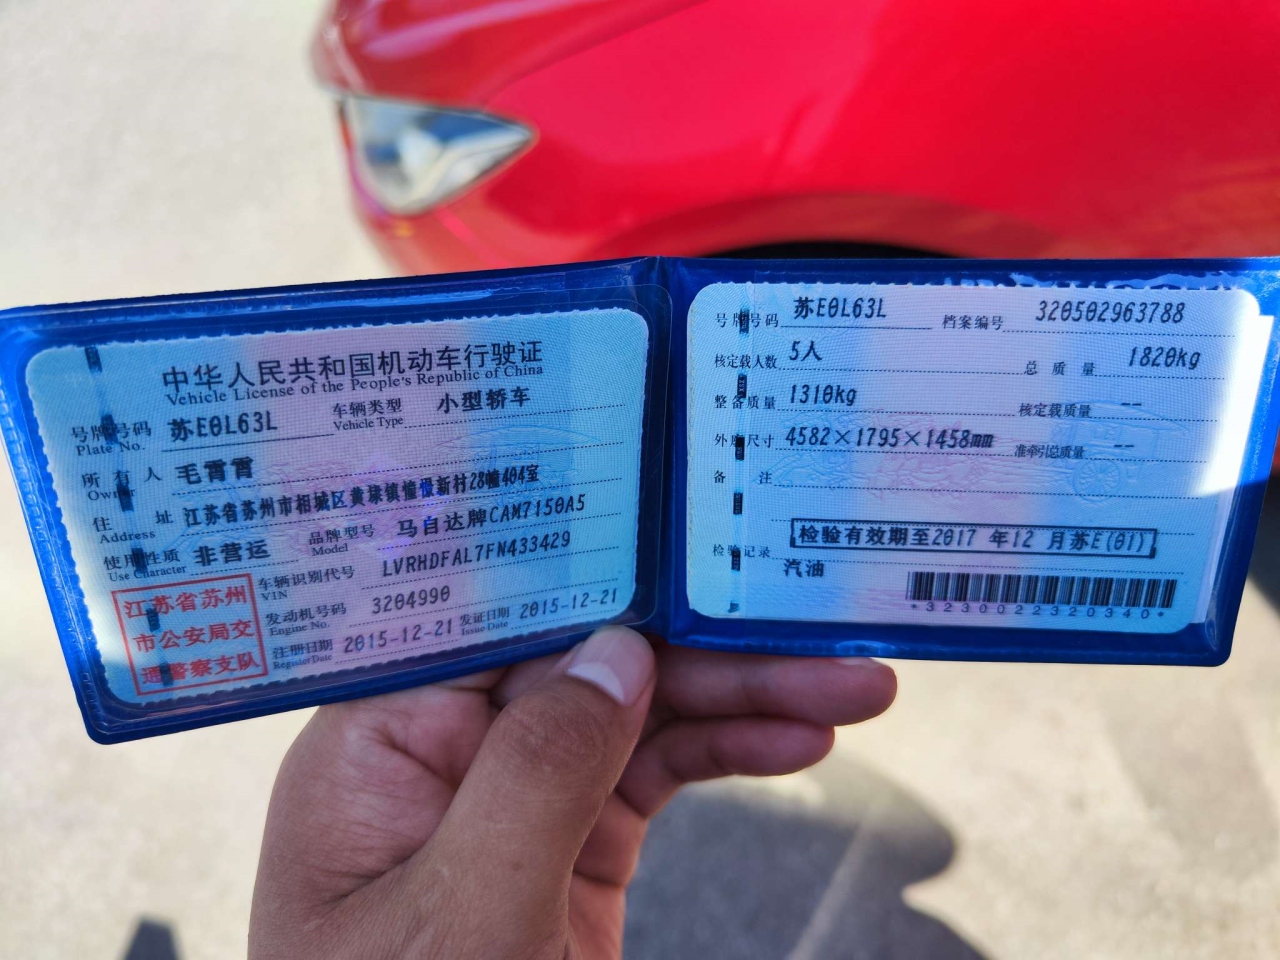 中华人民共和国机动车行驶证
Vehicle License of the People's Republic of China
号牌号码 苏E0L63L 车辆类型 小型轿车
Plate No. Vehicle Type
所有人 毛霄霄
Owner
住址 江苏省苏州市相城区黄埭镇 新村28幢404室
Address
使用性质 非营运 品牌型号 马自达牌CAM7150A5
Use Character Model
车辆识别代号 LVRHDFAL7FN433429
VIN
发动机号码 3204990
Engine No.
注册日期 2015-12-21 发证日期 2015-12-21
Register Date Issue Date
江苏省苏州
市公安局交
通警察支队
号牌号码 苏E0L63L 档案编号 320502963788
核定载人数 5人 总质量 1820kg
整备质量 1310kg 核定载质量 --
外廓尺寸 4582×1795×1458mm 准牵引总质量 --
备注
检验有效期至2017 年12 月苏E(01)
检验记录
汽油
*3230022320340*